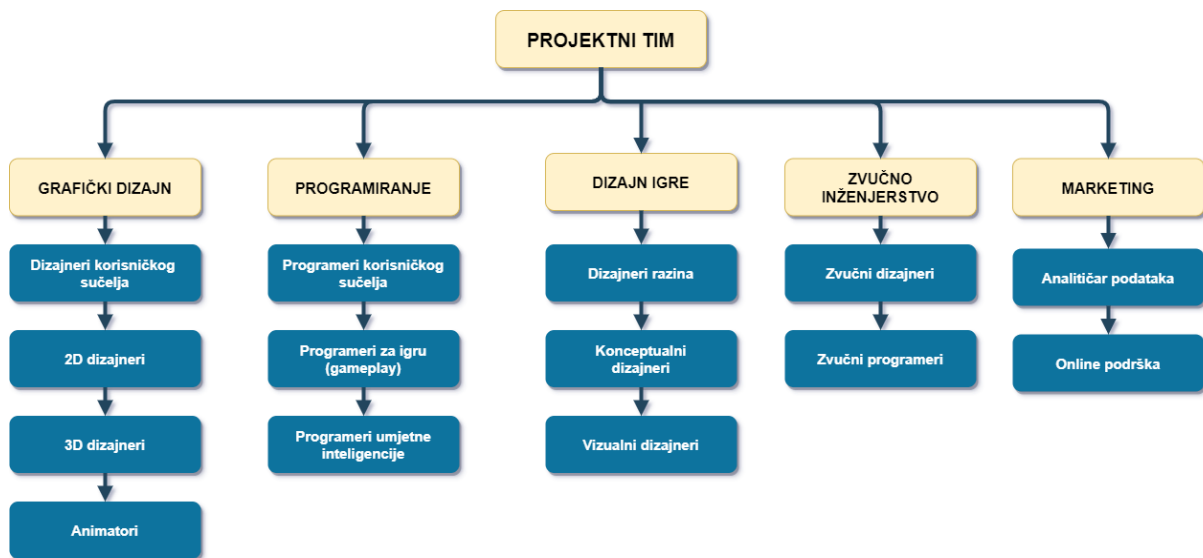 PROJEKTNI TIM
GRAFIČKI DIZAJN
Dizajneri korisničkog
sučelja
2D dizajneri
3D dizajneri
Animatori
PROGRAMIRANJE
Programeri korisničkog
sučelja
Programeri za igru
(gameplay)
Programeri umjetne
inteligencije
DIZAJN IGRE
Dizajneri razina
Konceptualni
dizajneri
Vizualni dizajneri
ZVUČNO
INŽENJERSTVO
Zvučni dizajneri
Zvučni programeri
MARKETING
Analitičar podataka
Online podrška